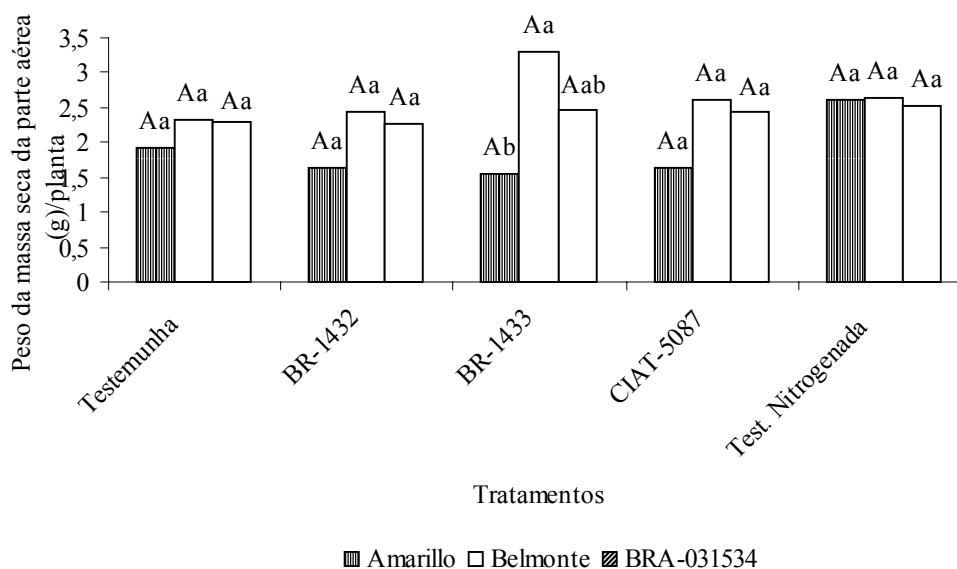 Peso da massa seca da parte aérea
(g)/planta
3,5
3
2,5
2
1,5
1
0,5
0
Aa
Aa
Aa
Aa
Aa
Aa
Ab
Aa
Aab
Aa
Aa
Aa
Aa
Aa
Aa
Testemunha
BR-1432
BR-1433
CIAT-5087
Test. Nitrogenada
Tratamentos
Amarillo Belmonte BRA-031534